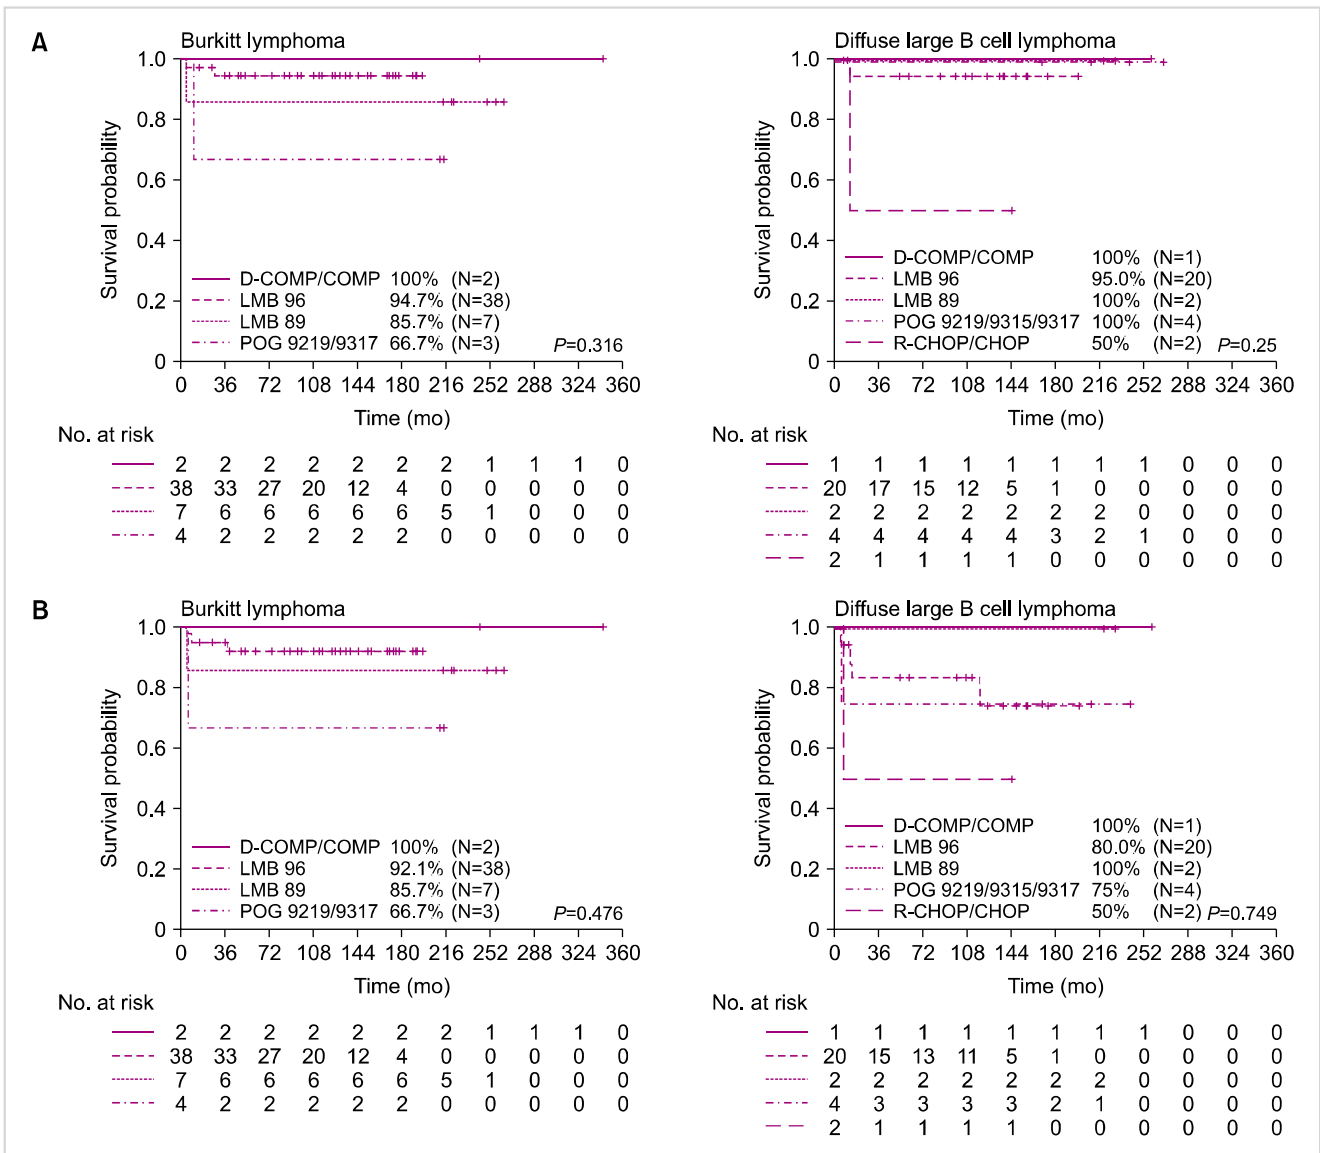 A
Burkitt lymphoma
Survival probability
1.0
0.8
0.6
0.4
0.2
0
D-COMP/COMP 100% (N=2)
LMB 96 94.7% (N=38)
LMB 89 85.7% (N=7)
POG 9219/9317 66.7% (N=3)
P=0.316
0 36 72 108 144 180 216 252 288 324 360
Time (mo)
No. at risk
2 2 2 2 2 2 2 1 1 1 0
38 33 27 20 12 4 0 0 0 0 0
7 6 6 6 6 6 5 1 0 0 0
4 2 2 2 2 2 0 0 0 0 0
Diffuse large B cell lymphoma
Survival probability
1.0
0.8
0.6
0.4
0.2
0
D-COMP/COMP 100% (N=1)
LMB 96 95.0% (N=20)
LMB 89 100% (N=2)
POG 9219/9315/9317 100% (N=4)
R-CHOP/CHOP 50% (N=2)
P=0.25
0 36 72 108 144 180 216 252 288 324 360
Time (mo)
No. at risk
1 1 1 1 1 1 1 1 0 0 0
20 17 15 12 5 1 0 0 0 0 0
2 2 2 2 2 2 2 0 0 0 0
4 4 4 4 4 3 2 1 0 0 0
2 1 1 1 1 0 0 0 0 0 0
B
Burkitt lymphoma
Survival probability
1.0
0.8
0.6
0.4
0.2
0
D-COMP/COMP 100% (N=2)
LMB 96 92.1% (N=38)
LMB 89 85.7% (N=7)
POG 9219/9317 66.7% (N=3)
P=0.476
0 36 72 108 144 180 216 252 288 324 360
Time (mo)
No. at risk
2 2 2 2 2 2 2 1 1 1 0
38 33 27 20 12 4 0 0 0 0 0
7 6 6 6 6 6 5 1 0 0 0
4 2 2 2 2 2 0 0 0 0 0
Diffuse large B cell lymphoma
Survival probability
1.0
0.8
0.6
0.4
0.2
0
D-COMP/COMP 100% (N=1)
LMB 96 80.0% (N=20)
LMB 89 100% (N=2)
POG 9219/9315/9317 75% (N=4)
R-CHOP/CHOP 50% (N=2)
P=0.749
0 36 72 108 144 180 216 252 288 324 360
Time (mo)
No. at risk
1 1 1 1 1 1 1 1 0 0 0
20 15 13 11 5 1 0 0 0 0 0
2 2 2 2 2 2 2 0 0 0 0
4 3 3 3 3 2 1 0 0 0 0
2 1 1 1 1 0 0 0 0 0 0